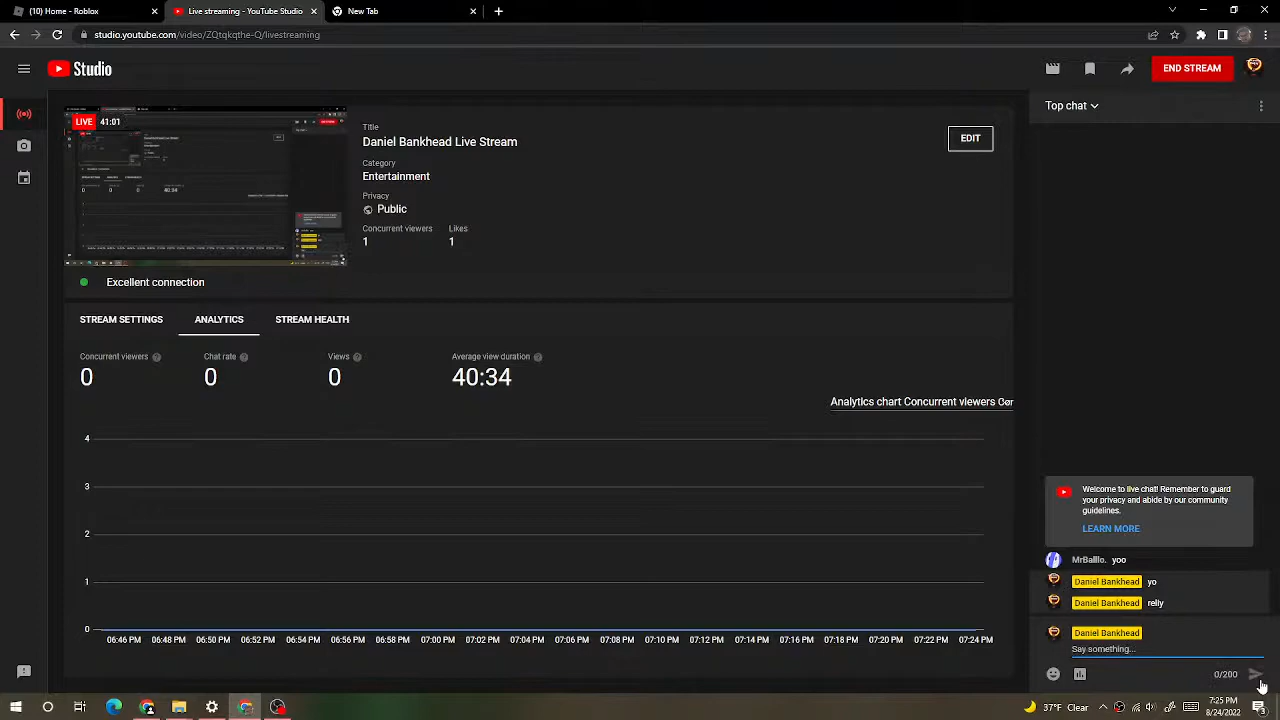 (10) Home - Roblox
Live streaming - YouTube Studio
New Tab
studio.youtube.com/video/ZQtqkqthe-Q/livestreaming
Studio
END STREAM
LIVE 41:01
Title
Daniel Bankhead Live Stream
EDIT
Category
Entertainment
Privacy
Public
Concurrent viewers Likes
1 1
Excellent connection
STREAM SETTINGS ANALYTICS STREAM HEALTH
Concurrent viewers Chat rate Views Average view duration
0 0 0 40:34
Analytics chart Concurrent viewers Cor
4
3
2
1
0
06:46 PM 06:48 PM 06:50 PM 06:52 PM 06:54 PM 06:56 PM 06:58 PM 07:00 PM 07:02 PM 07:04 PM 07:06 PM 07:08 PM 07:10 PM 07:12 PM 07:14 PM 07:16 PM 07:18 PM 07:20 PM 07:22 PM 07:24 PM
Top chat
Welcome to live chat! Remember to guard
your privacy and abide by our community
guidelines.
LEARN MORE
MrBalllo. yoo
Daniel Bankhead yo
Daniel Bankhead relly
Daniel Bankhead
Say something...
0/200
37°F Clear
7:25 PM
8/24/2022